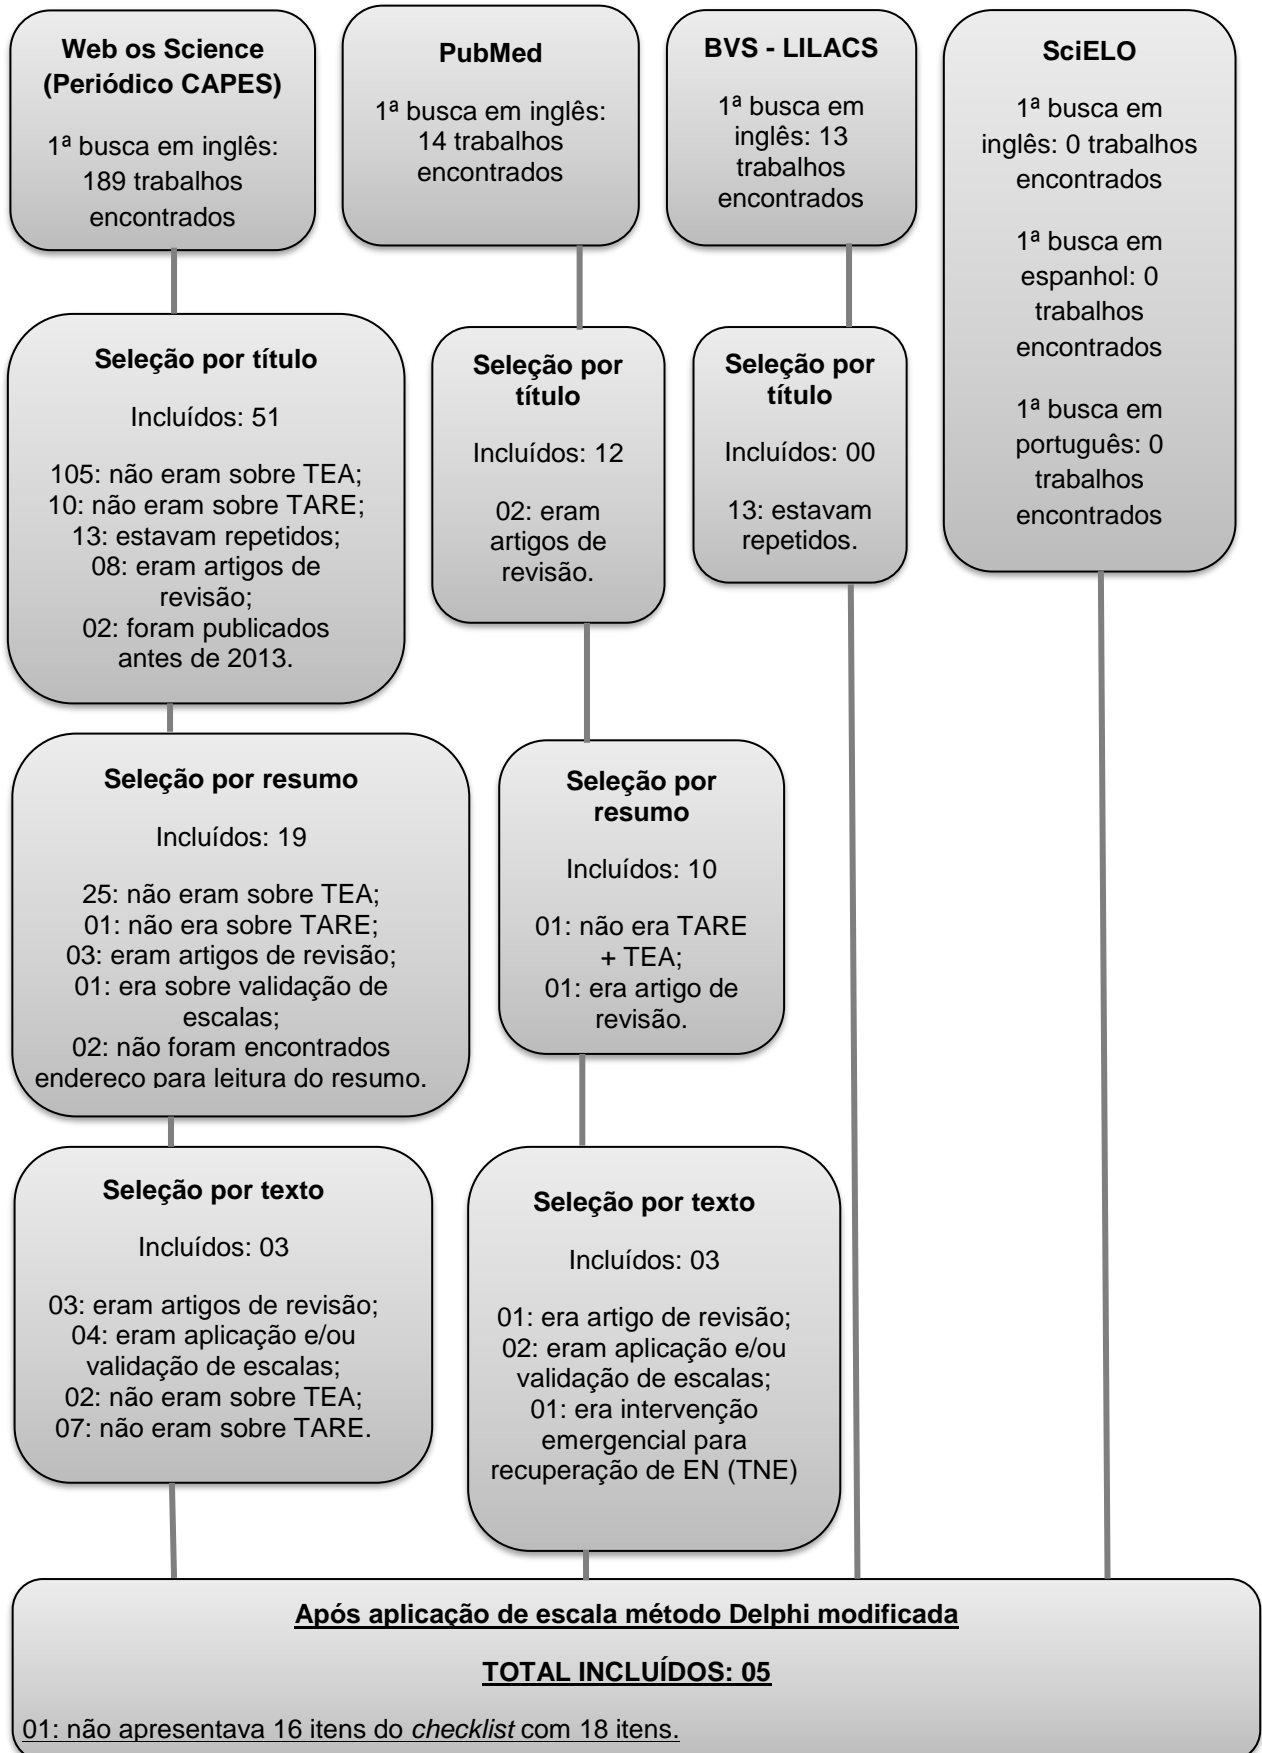 Web os Science
(Periódico CAPES)
1ª busca em inglês:
189 trabalhos
encontrados
PubMed
1ª busca em inglês:
14 trabalhos
encontrados
BVS - LILACS
1ª busca em
inglês: 13
trabalhos
encontrados
SciELO
1ª busca em
inglês: 0 trabalhos
encontrados
1ª busca em
espanhol: 0
trabalhos
encontrados
1ª busca em
português: 0
trabalhos
encontrados
Seleção por título
Incluídos: 51
105: não eram sobre TEA;
10: não eram sobre TARE;
13: estavam repetidos;
08: eram artigos de
revisão;
02: foram publicados
antes de 2013.
Seleção por
título
Incluídos: 12
02: eram
artigos de
revisão.
Seleção por
título
Incluídos: 00
13: estavam
repetidos.
Seleção por resumo
Incluídos: 19
25: não eram sobre TEA;
01: não era sobre TARE;
03: eram artigos de revisão;
01: era sobre validação de
escalas;
02: não foram encontrados
endereço para leitura do resumo.
Seleção por
resumo
Incluídos: 10
01: não era TARE
+ TEA;
01: era artigo de
revisão.
Seleção por texto
Incluídos: 03
03: eram artigos de revisão;
04: eram aplicação e/ou
validação de escalas;
02: não eram sobre TEA;
07: não eram sobre TARE.
Seleção por texto
Incluídos: 03
01: era artigo de revisão;
02: eram aplicação e/ou
validação de escalas;
01: era intervenção
emergencial para
recuperação de EN (TNE)
Após aplicação de escala método Delphi modificada
TOTAL INCLUÍDOS: 05
01: não apresentava 16 itens do checklist com 18 itens.